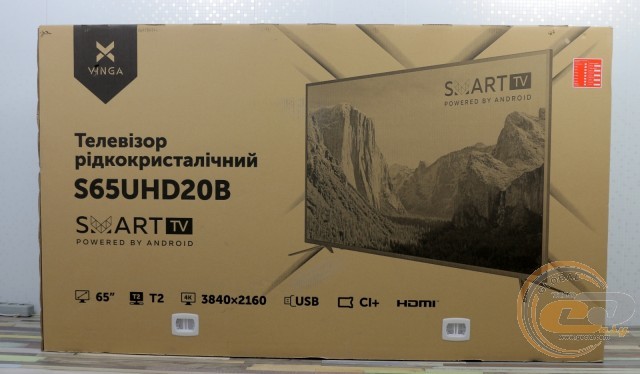 VINGA
SMART TV
POWERED BY ANDROID
Телевізор
рідкокристалічний
S65UHD20B
SMART TV
POWERED BY ANDROID
65” T2 T2 4K 3840×2160 USB CI+ HDMI